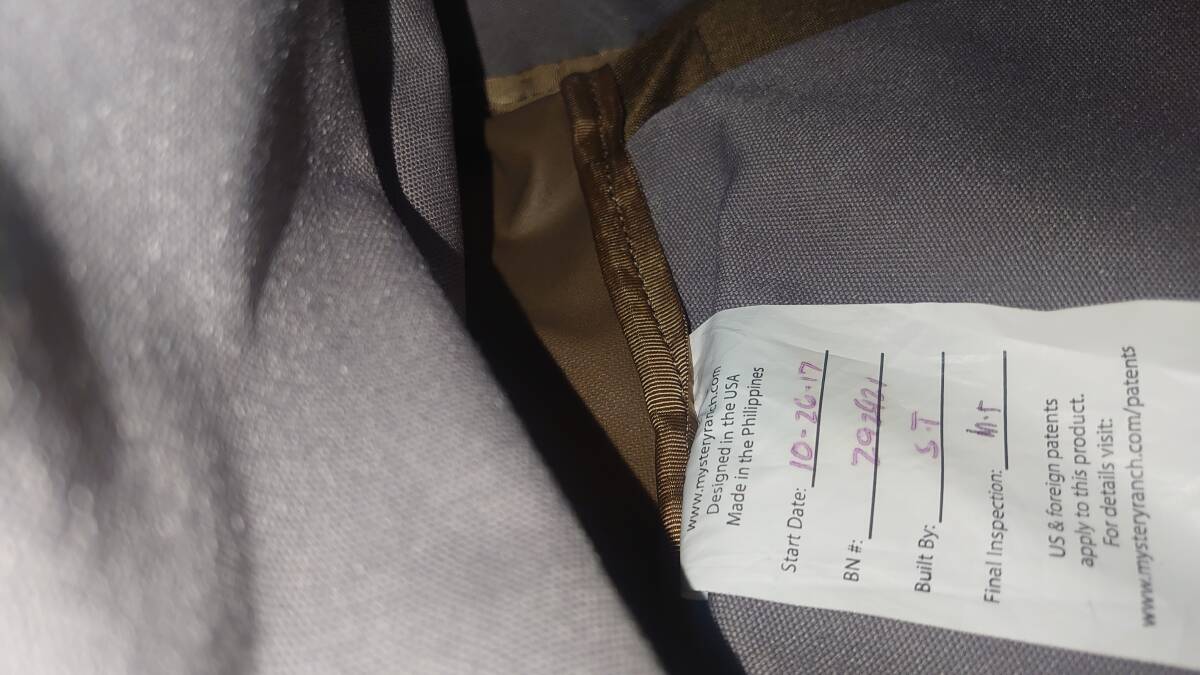 www.mysteryranch.com
Designed in the USA
Made in the Philippines
Start Date: 10-26-17
BN #:
Built By: S.T
Final Inspection: M.T
US & foreign patents
apply to this product.
For details visit:
www.mysteryranch.com/patents